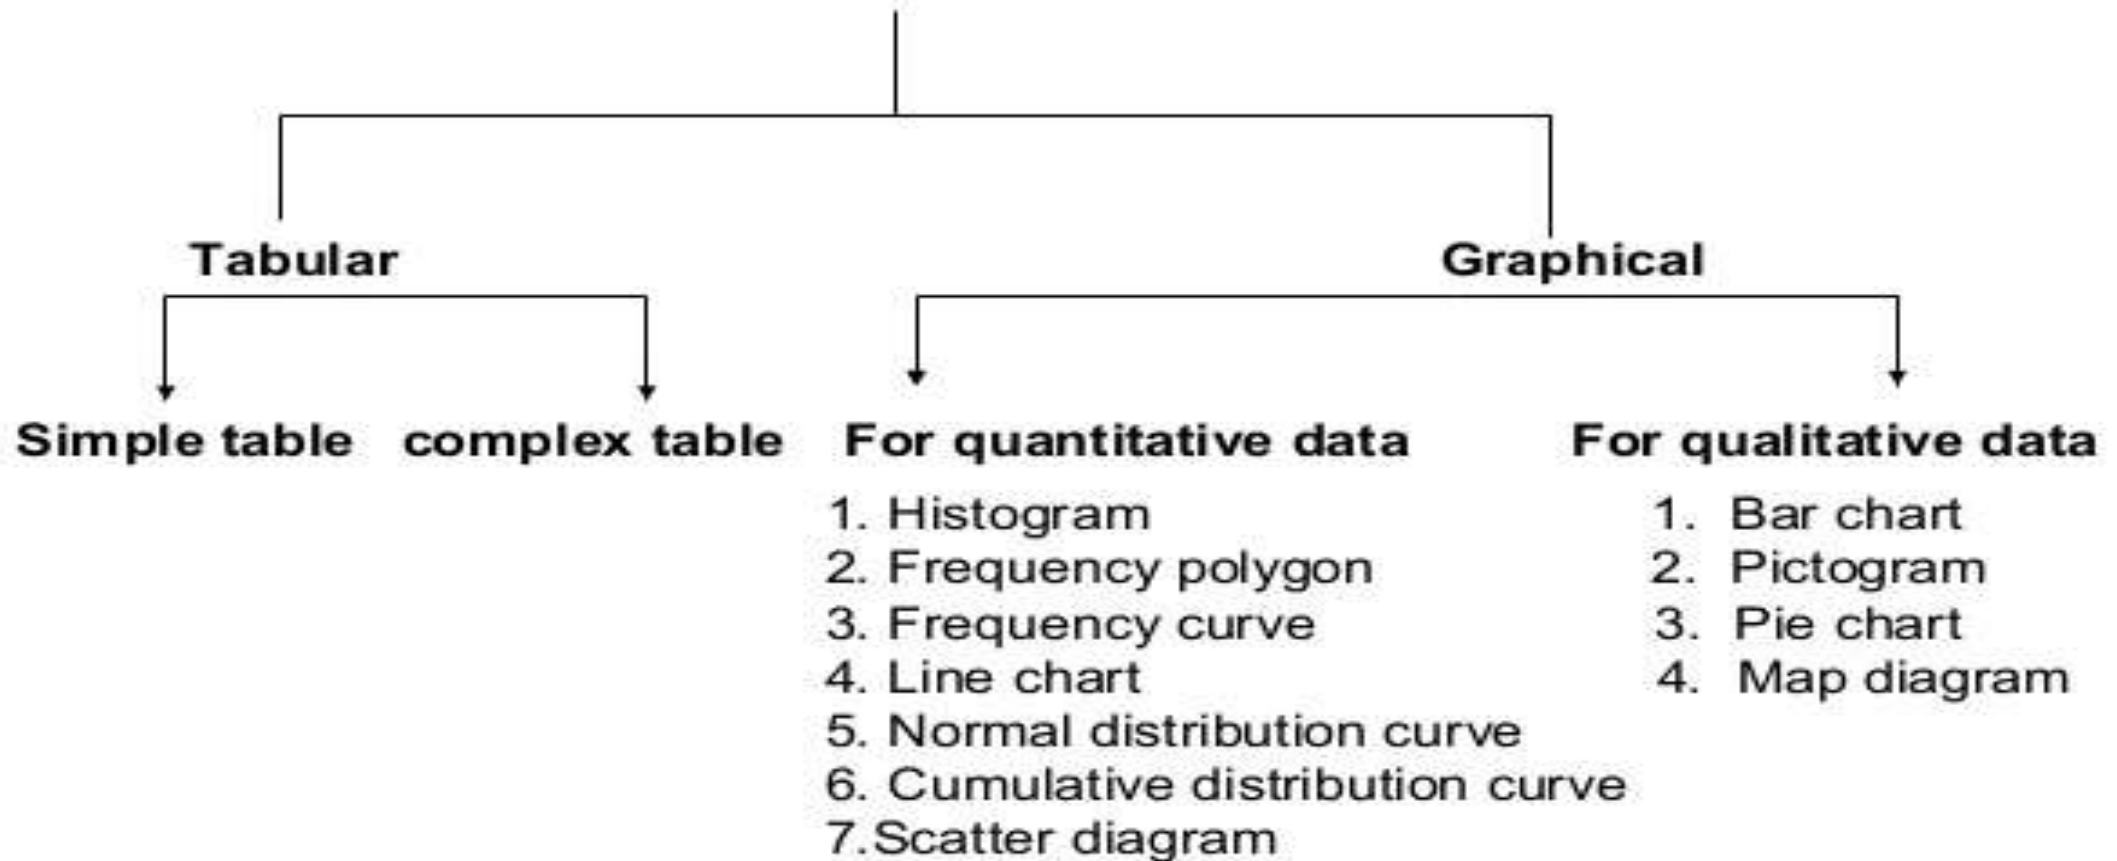 Tabular
Graphical
Simple table
complex table
For quantitative data
1. Histogram
2. Frequency polygon
3. Frequency curve
4. Line chart
5. Normal distribution curve
6. Cumulative distribution curve
7.Scatter diagram
For qualitative data
1. Bar chart
2. Pictogram
3. Pie chart
4. Map diagram